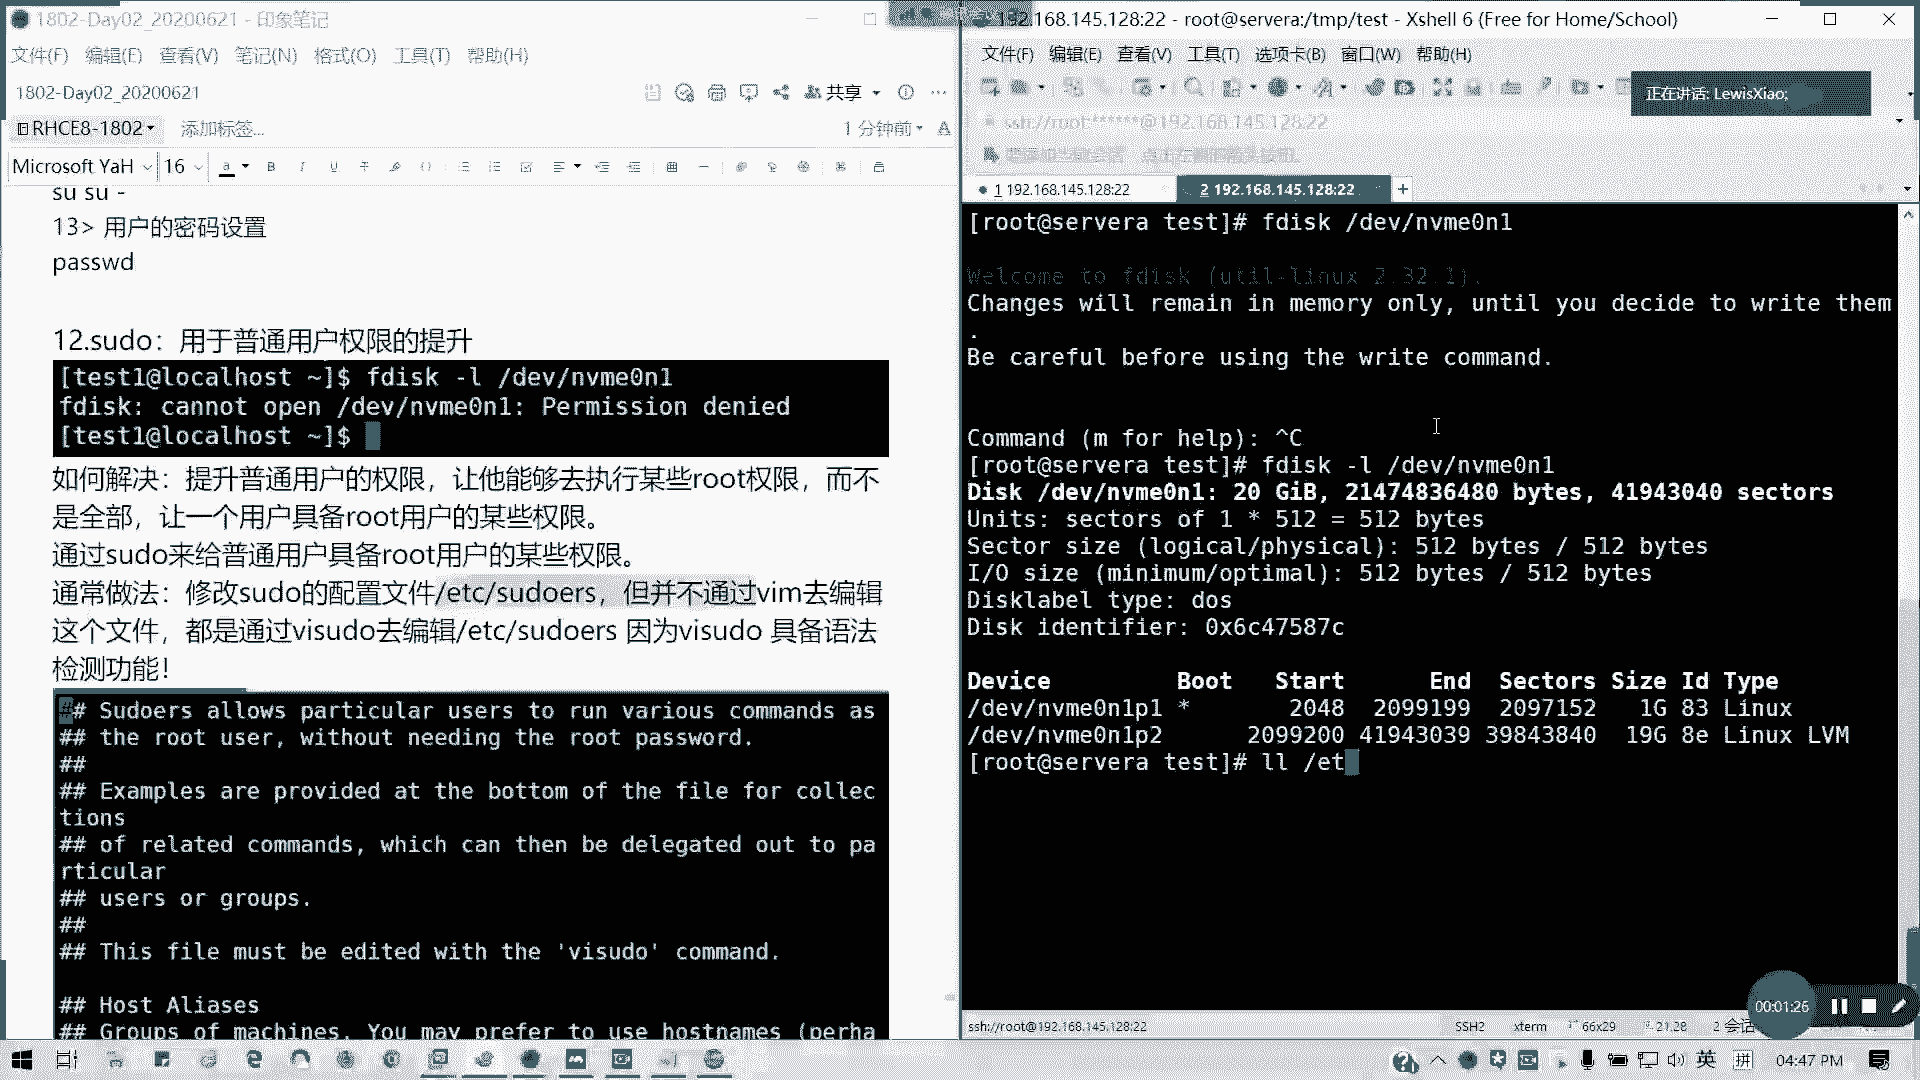 1802-Day02_20200621 - 印象笔记
文件(F) 编辑(E) 查看(V) 笔记(N) 格式(O) 工具(T) 帮助(H)
1802-Day02_20200621
共享
RHCE8-1802 添加标签...
1 分钟前
Microsoft YaH 16
su su -
13> 用户的密码设置
passwd
12.sudo：用于普通用户权限的提升
[test1@localhost ~]$ fdisk -l /dev/nvme0n1
fdisk: cannot open /dev/nvme0n1: Permission denied
[test1@localhost ~]$
如何解决：提升普通用户的权限，让他能够去执行某些root权限，而不
是全部，让一个用户具备root用户的某些权限。
通过sudo来给普通用户具备root用户的某些权限。
通常做法：修改sudo的配置文件/etc/sudoers，但并不通过vim去编辑
这个文件，都是通过visudo去编辑/etc/sudoers 因为visudo 具备语法
检测功能！
## Sudoers allows particular users to run various commands as
## the root user, without needing the root password.
##
## Examples are provided at the bottom of the file for collec
tions
## of related commands, which can then be delegated out to pa
rticular
## users or groups.
##
## This file must be edited with the 'visudo' command.
## Host Aliases
## Groups of machines. You may prefer to use hostnames (perha
192.168.145.128:22 - root@servera:/tmp/test - Xshell 6 (Free for Home/School)
文件(F) 编辑(E) 查看(V) 工具(T) 选项卡(B) 窗口(W) 帮助(H)
正在讲话: LewisXiao;
ssh://root:******@192.168.145.128:22
1 192.168.145.128:22
2 192.168.145.128:22
[root@servera test]# fdisk /dev/nvme0n1
Welcome to fdisk (util-linux 2.32.1).
Changes will remain in memory only, until you decide to write them
.
Be careful before using the write command.
Command (m for help): ^C
[root@servera test]# fdisk -l /dev/nvme0n1
Disk /dev/nvme0n1: 20 GiB, 21474836480 bytes, 41943040 sectors
Units: sectors of 1 * 512 = 512 bytes
Sector size (logical/physical): 512 bytes / 512 bytes
I/O size (minimum/optimal): 512 bytes / 512 bytes
Disklabel type: dos
Disk identifier: 0x6c47587c
Device Boot Start End Sectors Size Id Type
/dev/nvme0n1p1 * 2048 2099199 2097152 1G 83 Linux
/dev/nvme0n1p2 2099200 41943039 39843840 19G 8e Linux LVM
[root@servera test]# ll /et
00:01:26
ssh://root@192.168.145.128:22 SSH2 xterm 66x29 21,28 2 会话
英 拼 04:47 PM